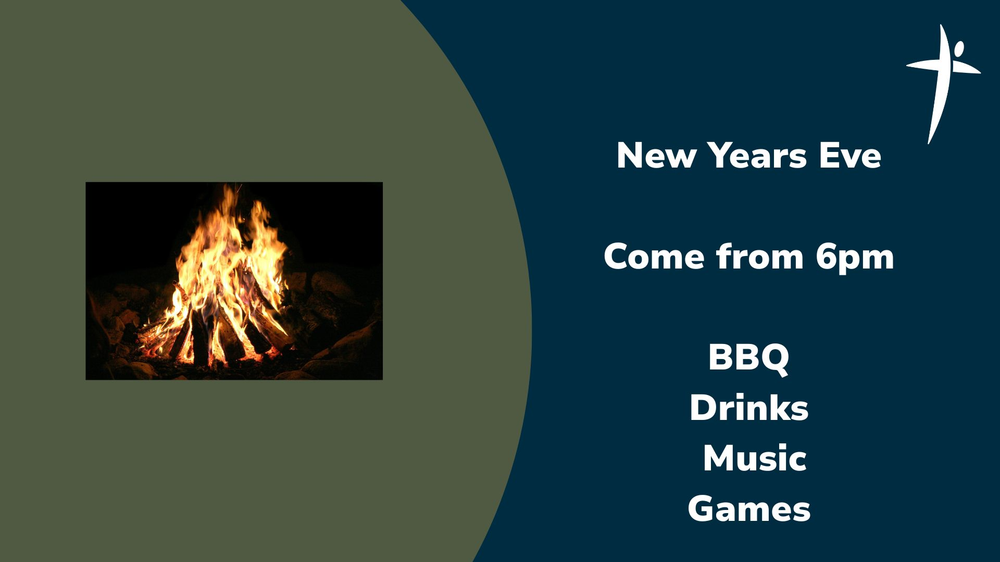 New Years Eve
Come from 6pm
BBQ
Drinks
Music
Games